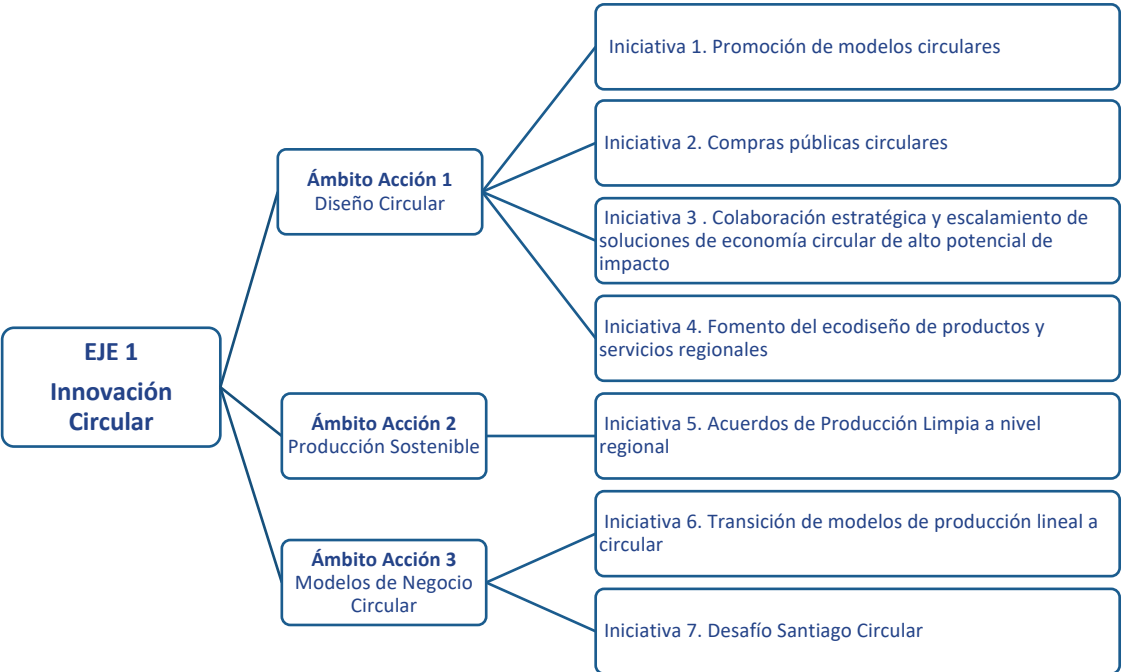 EJE 1
Innovación
Circular
Ámbito Acción 1
Diseño Circular
Iniciativa 1. Promoción de modelos circulares
Iniciativa 2. Compras públicas circulares
Iniciativa 3 . Colaboración estratégica y escalamiento de
soluciones de economía circular de alto potencial de
impacto
Iniciativa 4. Fomento del ecodiseño de productos y
servicios regionales
Ámbito Acción 2
Producción Sostenible
Iniciativa 5. Acuerdos de Producción Limpia a nivel
regional
Ámbito Acción 3
Modelos de Negocio
Circular
Iniciativa 6. Transición de modelos de producción lineal a
circular
Iniciativa 7. Desafío Santiago Circular